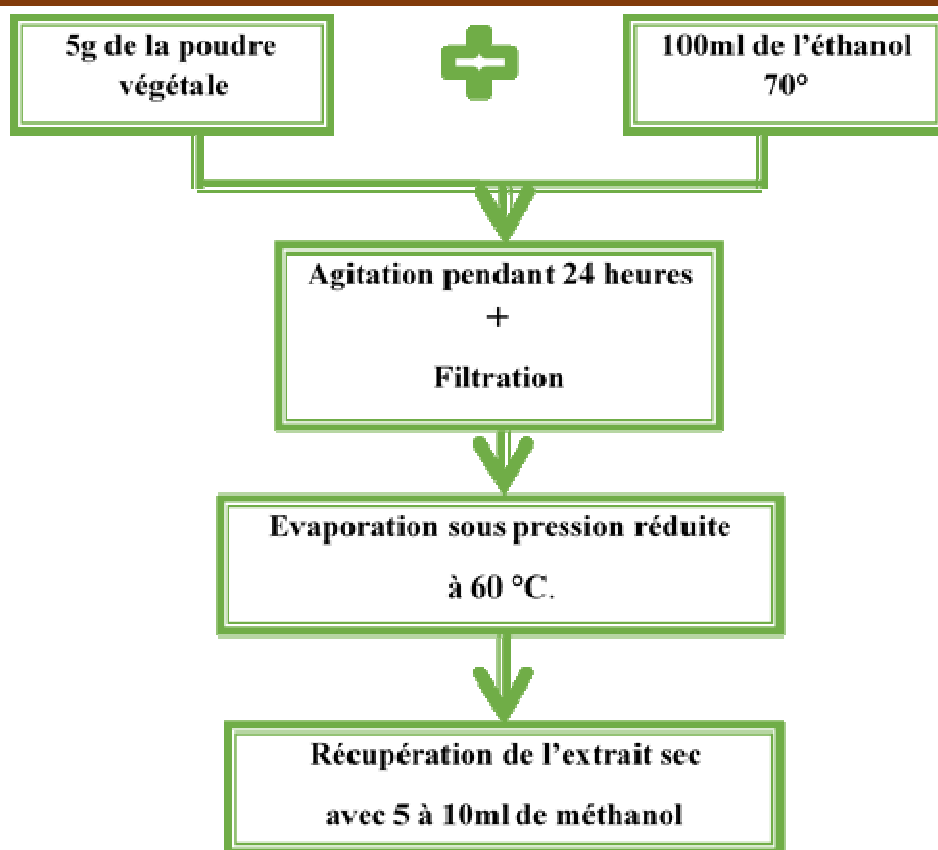 5g de la poudre
végétale
100ml de l’éthanol
70°
Agitation pendant 24 heures
+
Filtration
Evaporation sous pression réduite
à 60 °C.
Récupération de l’extrait sec
avec 5 à 10ml de méthanol